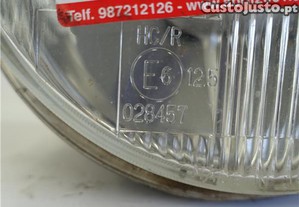 Telf. 987212126 -
CustoJusto.pt
HC/R
E6 12.5
028457